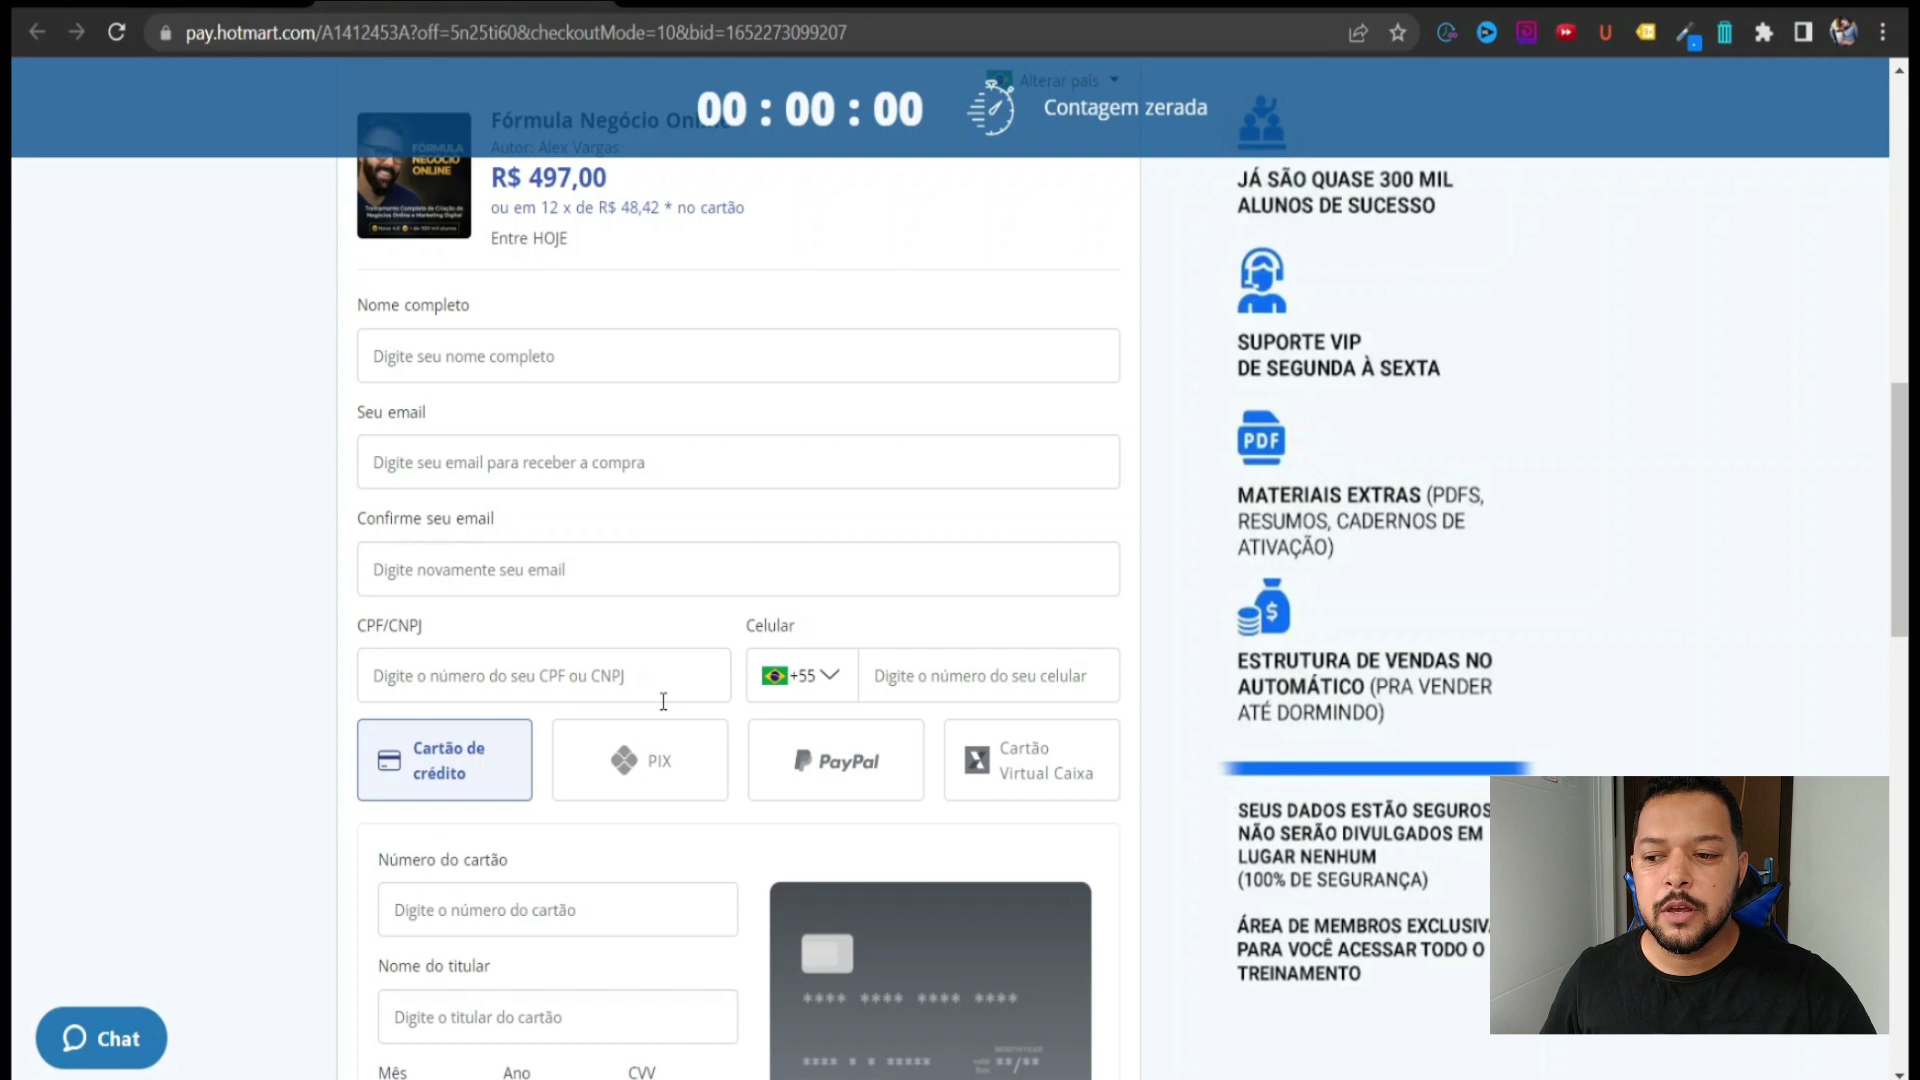 pay.hotmart.com/A1412453A?off=5n25ti60&checkoutMode=10&bid=1652273099207
Alterar país
00 : 00 : 00
Contagem zerada
Fórmula Negócio Online
Autor: Alex Vargas
FÓRMULA
NEGÓCIO
ONLINE
R$ 497,00
ou em 12 x de R$ 48,42 * no cartão
Entre HOJE
Nome completo
Digite seu nome completo
Seu email
Digite seu email para receber a compra
Confirme seu email
Digite novamente seu email
CPF/CNPJ
Celular
Digite o número do seu CPF ou CNPJ
+55
Digite o número do seu celular
Cartão de
crédito
PIX
PayPal
Cartão
Virtual Caixa
Número do cartão
Digite o número do cartão
Nome do titular
Digite o titular do cartão
Mês
Ano
CVV
**** **** **** ****
**** * * *****
**/**
Chat
JÁ SÃO QUASE 300 MIL
ALUNOS DE SUCESSO
SUPORTE VIP
DE SEGUNDA À SEXTA
PDF
MATERIAIS EXTRAS (PDFS,
RESUMOS, CADERNOS DE
ATIVAÇÃO)
ESTRUTURA DE VENDAS NO
AUTOMÁTICO (PRA VENDER
ATÉ DORMINDO)
SEUS DADOS ESTÃO SEGUROS
NÃO SERÃO DIVULGADOS EM
LUGAR NENHUM
(100% DE SEGURANÇA)
ÁREA DE MEMBROS EXCLUSIV
PARA VOCÊ ACESSAR TODO O
TREINAMENTO